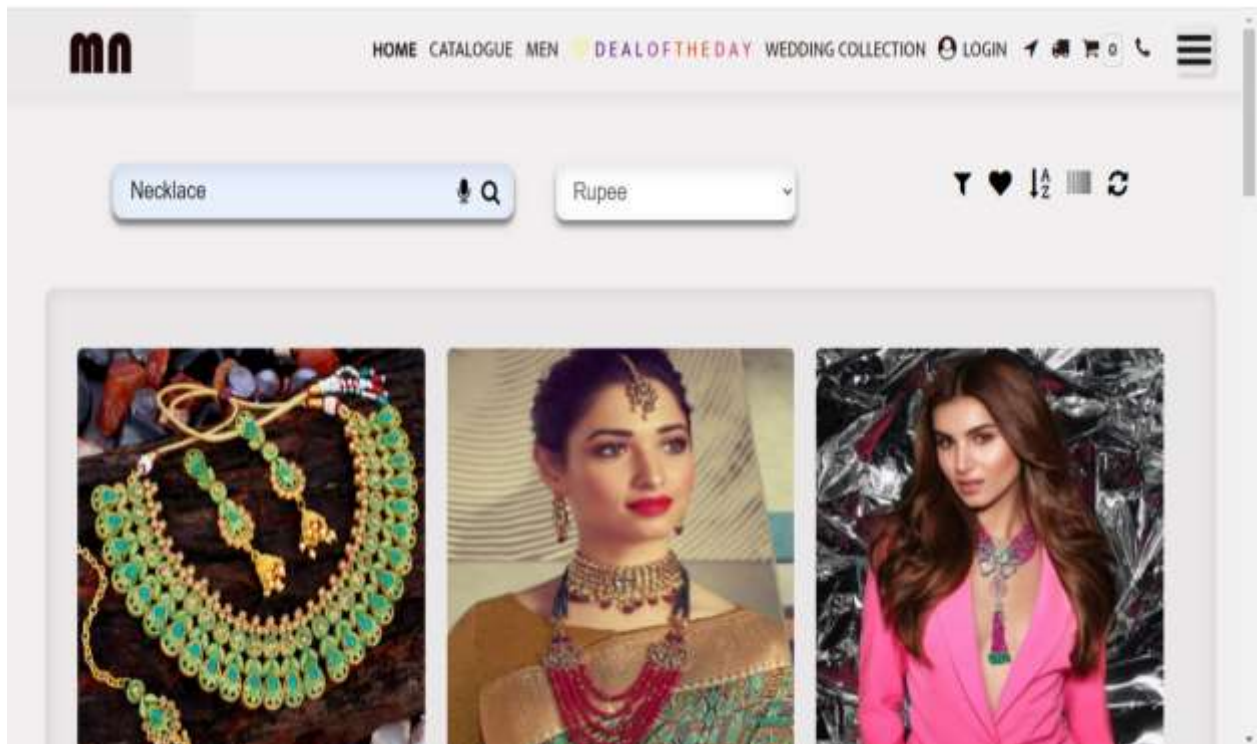 mn
HOME CATALOGUE MEN DEALOFTHEDAY WEDDING COLLECTION LOGIN 0
Necklace
Rupee
A
Z